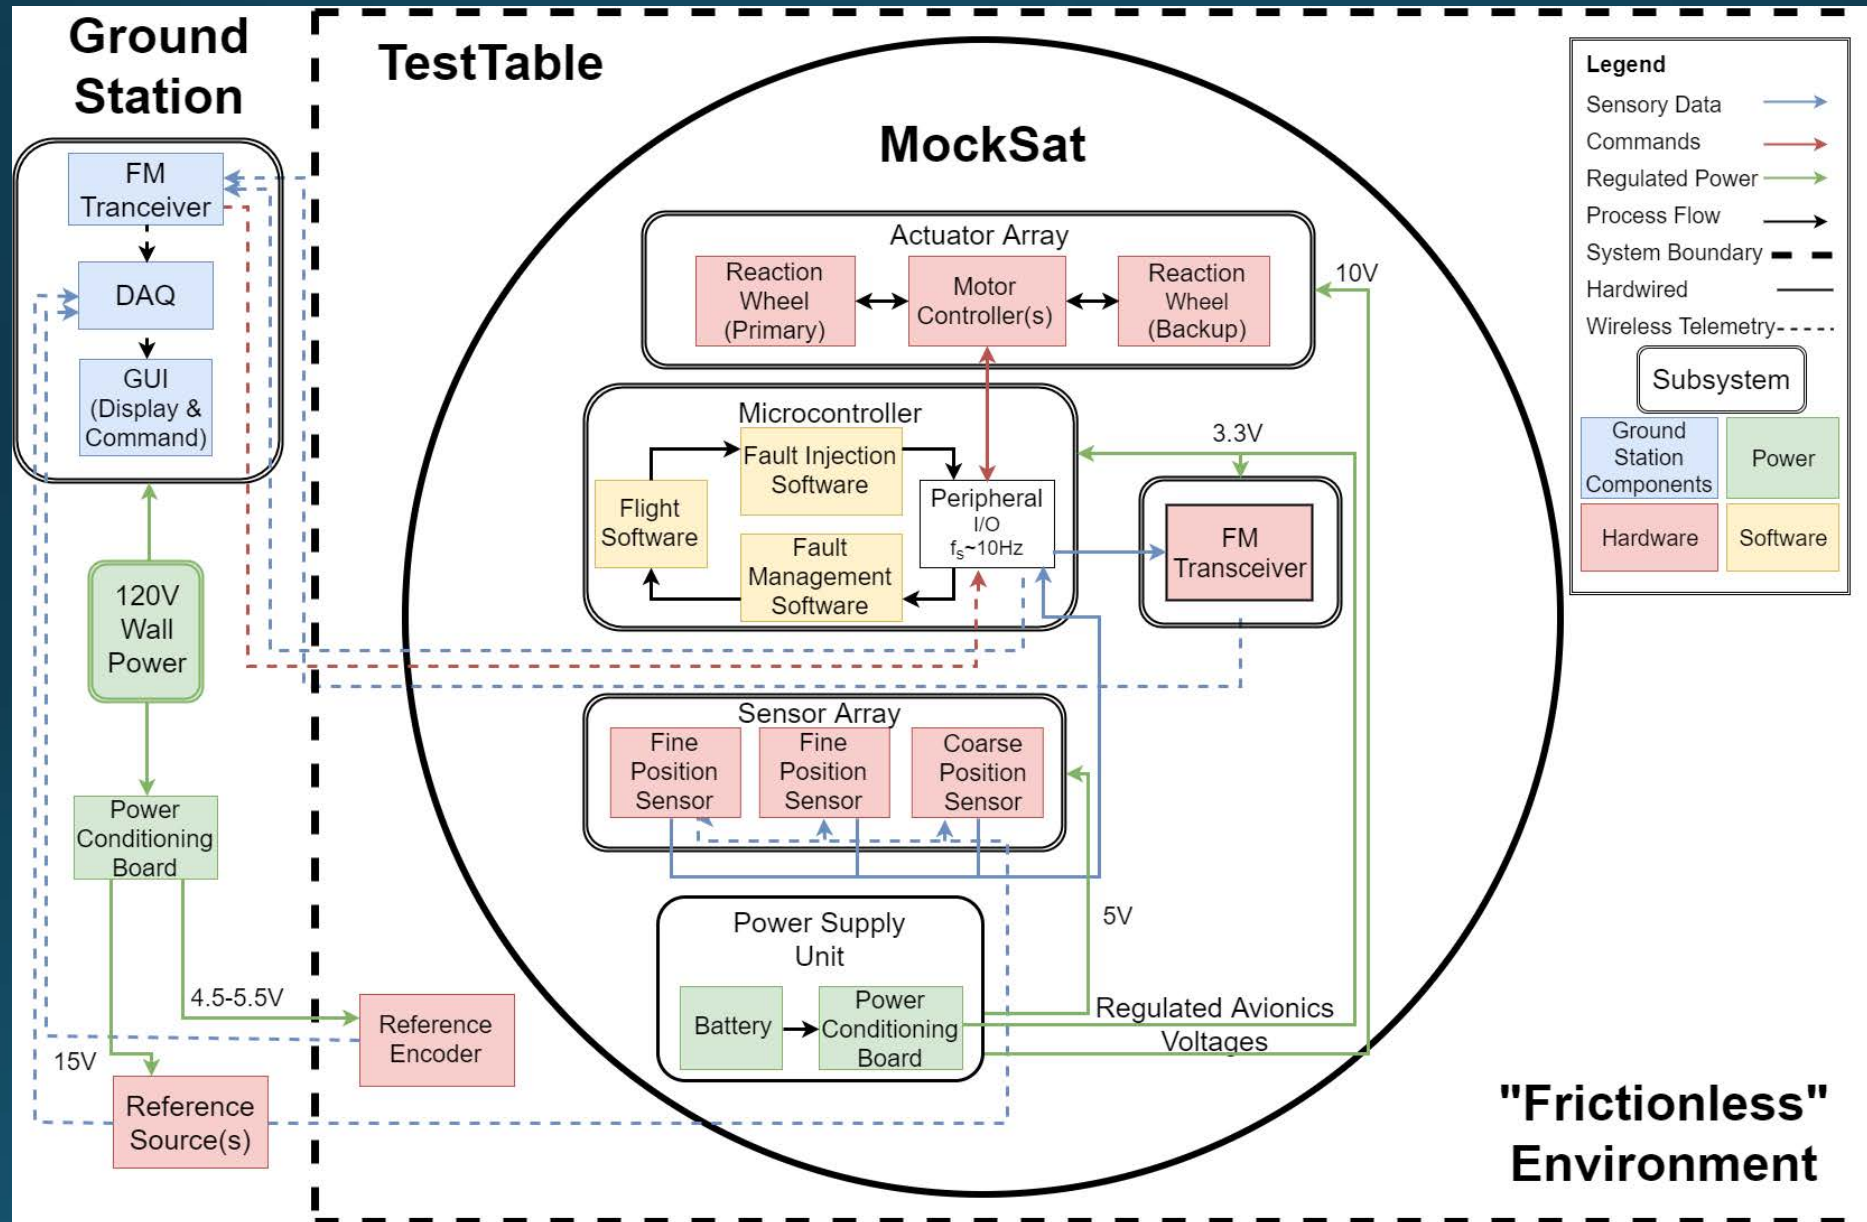 Ground
Station
TestTable
MockSat
FM
Tranceiver
DAQ
GUI
(Display &
Command)
120V
Wall
Power
Power
Conditioning
Board
4.5-5.5V
15V
Reference
Encoder
Reference
Source(s)
Actuator Array
Reaction
Wheel
(Primary)
Motor
Controller(s)
Reaction
Wheel
(Backup)
10V
Microcontroller
Fault Injection
Software
Flight
Software
Fault
Management
Software
Peripheral
I/O
fs~10Hz
3.3V
FM
Transceiver
Sensor Array
Fine
Position
Sensor
Fine
Position
Sensor
Coarse
Position
Sensor
5V
Power Supply
Unit
Battery
Power
Conditioning
Board
Regulated Avionics
Voltages
Legend
Sensory Data
Commands
Regulated Power
Process Flow
System Boundary
Hardwired
Wireless Telemetry
Subsystem
Ground
Station
Components
Power
Hardware
Software
"Frictionless"
Environment